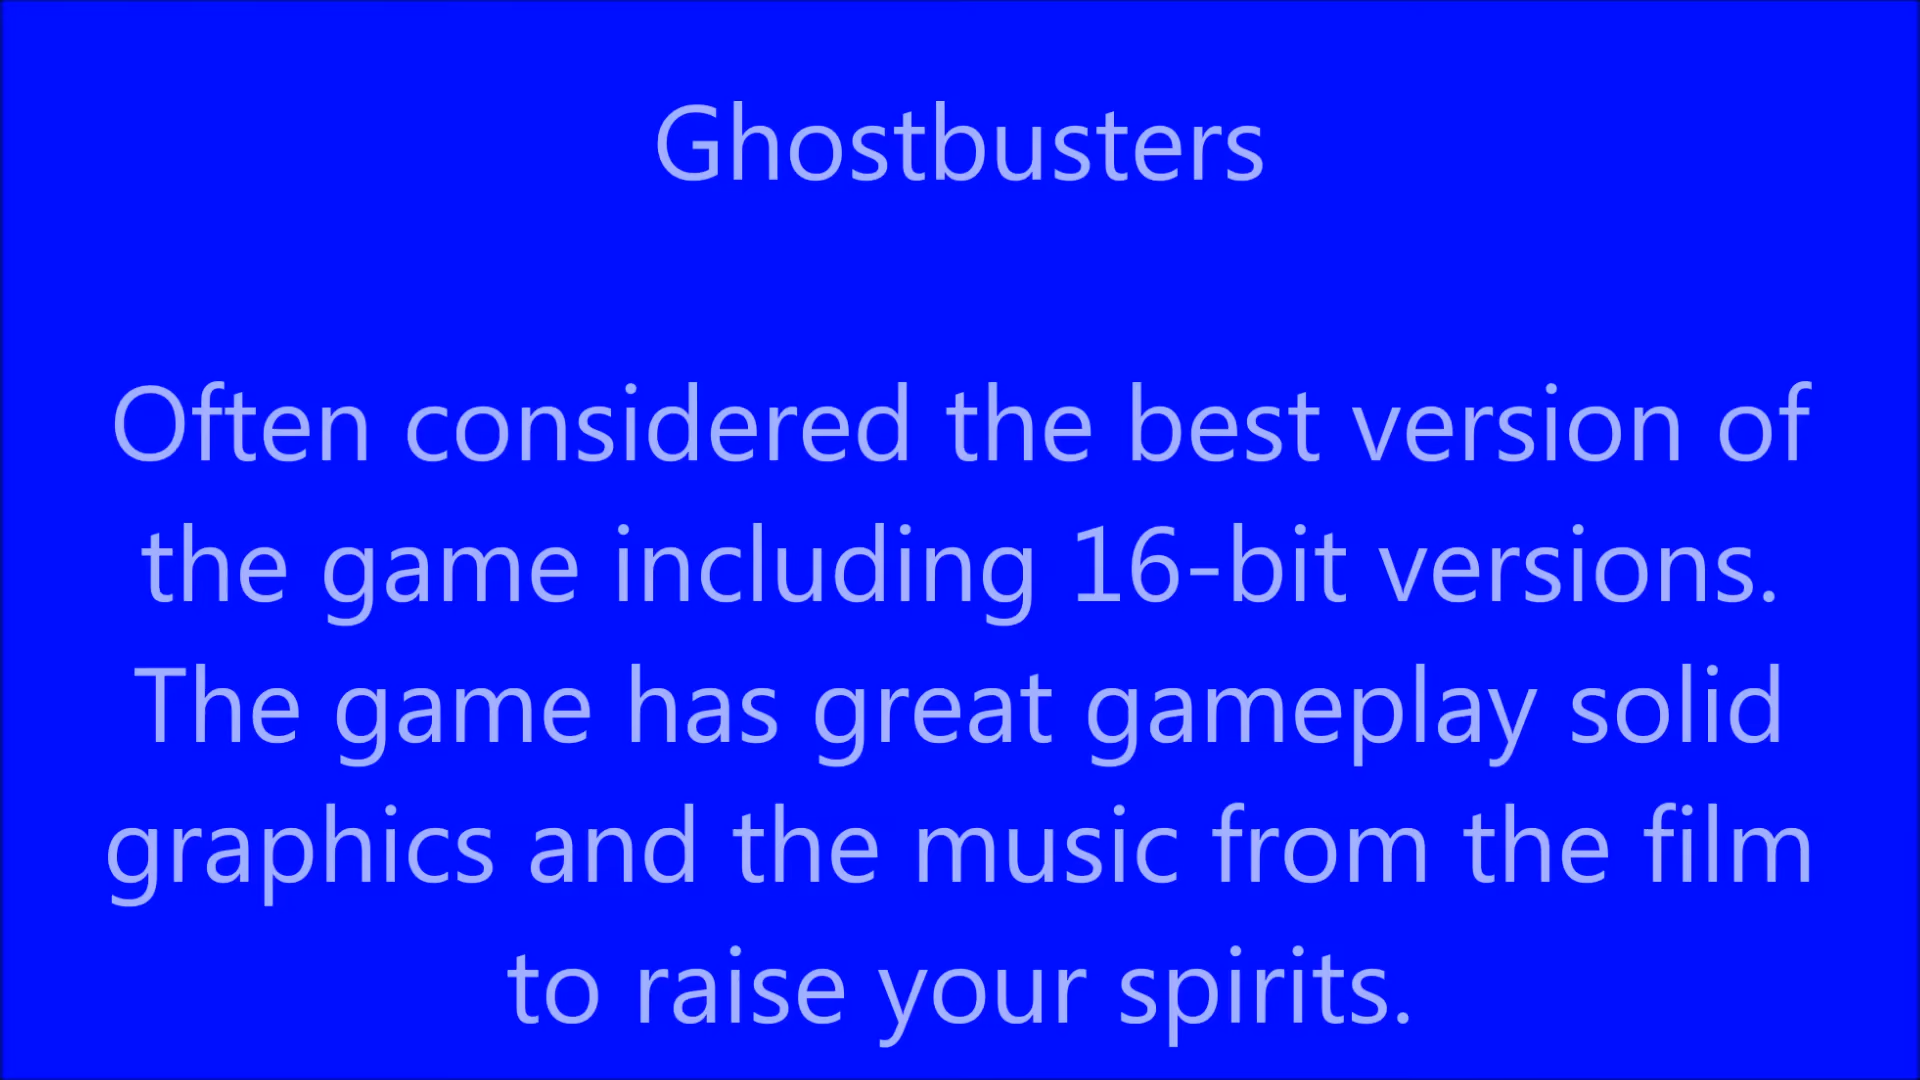 Ghostbusters
Often considered the best version of
the game including 16-bit versions.
The game has great gameplay solid
graphics and the music from the film
to raise your spirits.